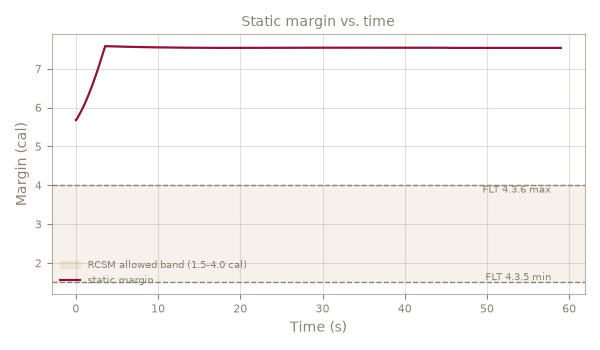 Static margin vs. time
Margin (cal)
7
6
5
4
3
2
FLT 4.3.6 max
FLT 4.3.5 min
RCSM allowed band (1.5-4.0 cal)
static margin
0
10
20
30
40
50
60
Time (s)